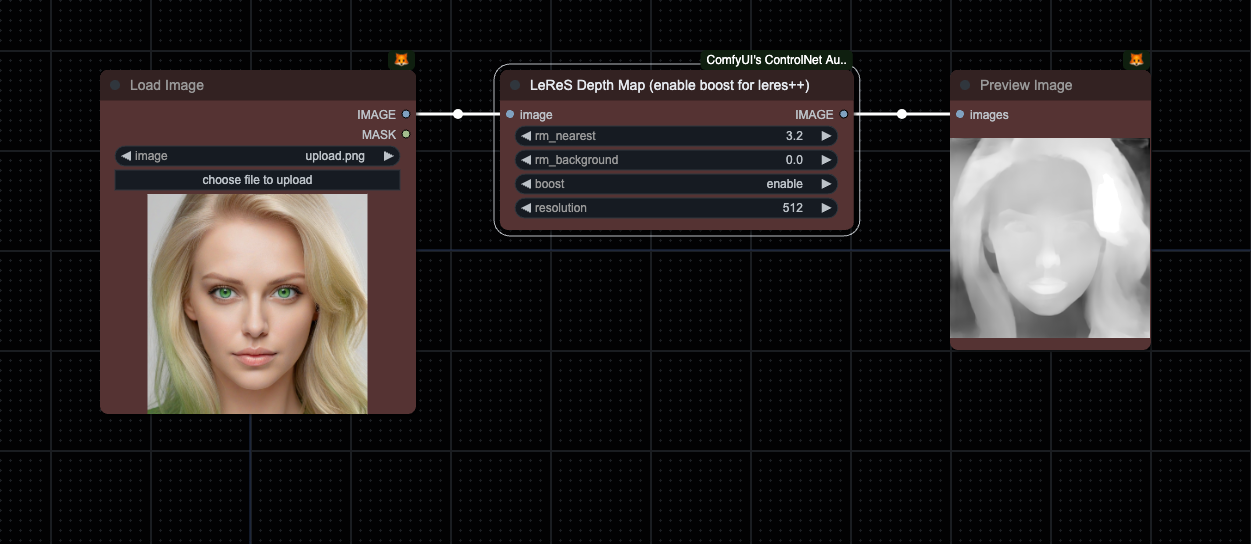 ComfyUI's ControlNet Au..
Load Image
IMAGE
MASK
image upload.png
choose file to upload
LeReS Depth Map (enable boost for leres++)
image IMAGE
rm_nearest 3.2
rm_background 0.0
boost enable
resolution 512
Preview Image
images